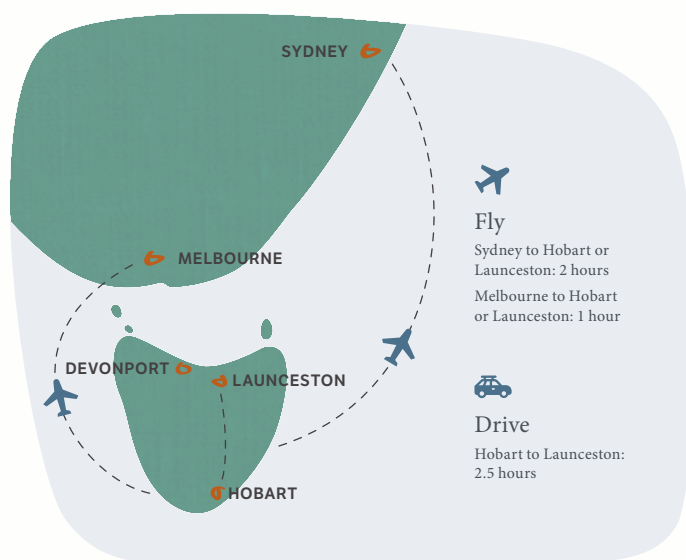 SYDNEY
MELBOURNE
DEVONPORT
LAUNCESTON
HOBART
Fly
Sydney to Hobart or
Launceston: 2 hours
Melbourne to Hobart
or Launceston: 1 hour
Drive
Hobart to Launceston:
2.5 hours